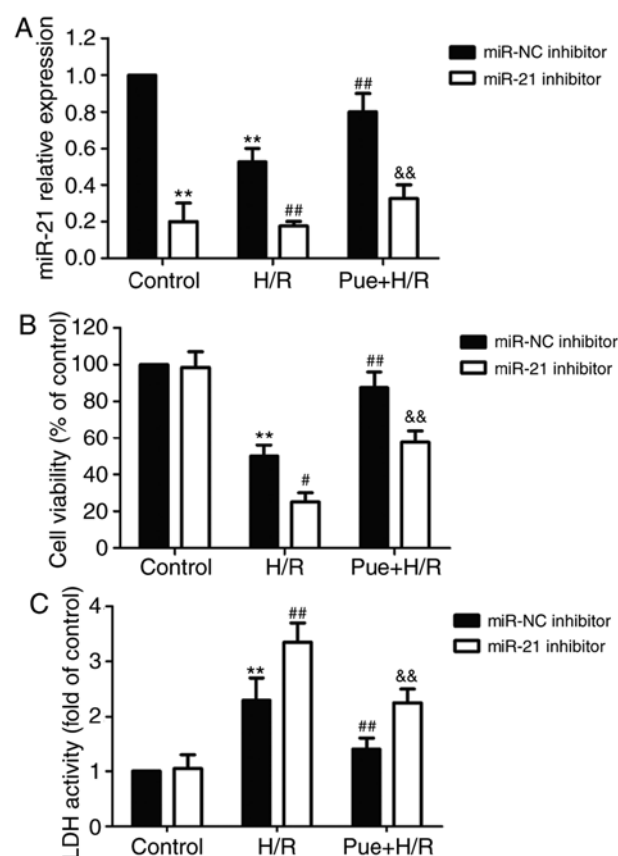 A
miR-21 relative expression
1.2
1.0
0.8
0.6
0.4
0.2
0.0
**
**
##
##
&&
Control H/R Pue+H/R
miR-NC inhibitor
miR-21 inhibitor
B
Cell viability (% of control)
120
100
80
60
40
20
0
**
#
##
&&
Control H/R Pue+H/R
miR-NC inhibitor
miR-21 inhibitor
C
LDH activity (fold of control)
4
3
2
1
0
**
##
##
&&
Control H/R Pue+H/R
miR-NC inhibitor
miR-21 inhibitor